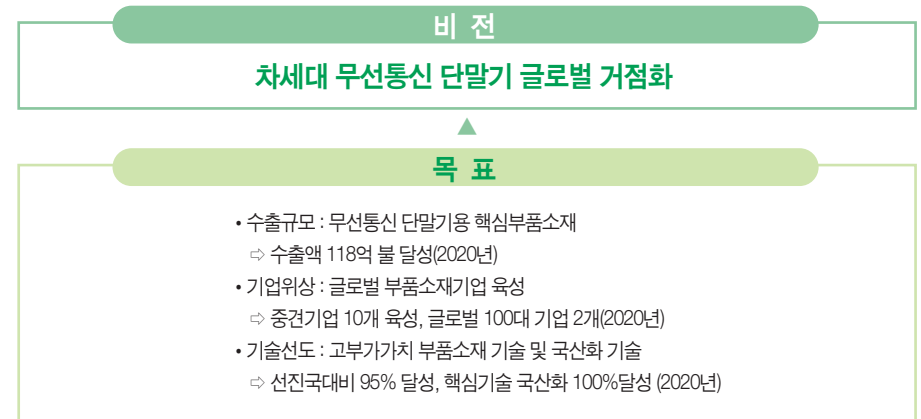 비 전
차세대 무선통신 단말기 글로벌 거점화
▲
목 표
• 수출규모 : 무선통신 단말기용 핵심부품소재
⇨ 수출액 118억 불 달성(2020년)
• 기업위상 : 글로벌 부품소재기업 육성
⇨ 중견기업 10개 육성, 글로벌 100대 기업 2개(2020년)
• 기술선도 : 고부가가치 부품소재 기술 및 국산화 기술
⇨ 선진국대비 95% 달성, 핵심기술 국산화 100%달성 (2020년)